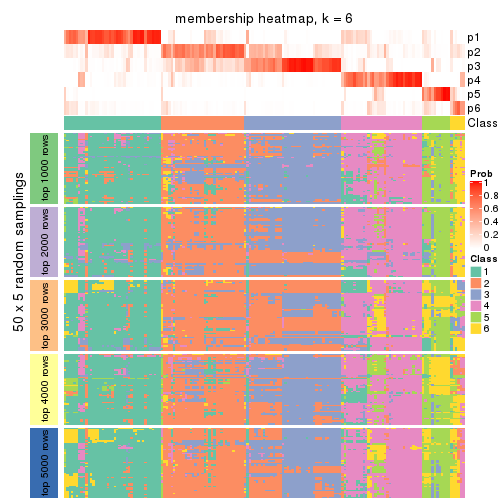 membership heatmap, k = 6
p1
p2
p3
p4
p5
p6
Class
50 x 5 random samplings
top 1000 rows
top 2000 rows
top 3000 rows
top 4000 rows
top 5000 rows
Prob
1
0.8
0.6
0.4
0.2
0
Class
1
2
3
4
5
6